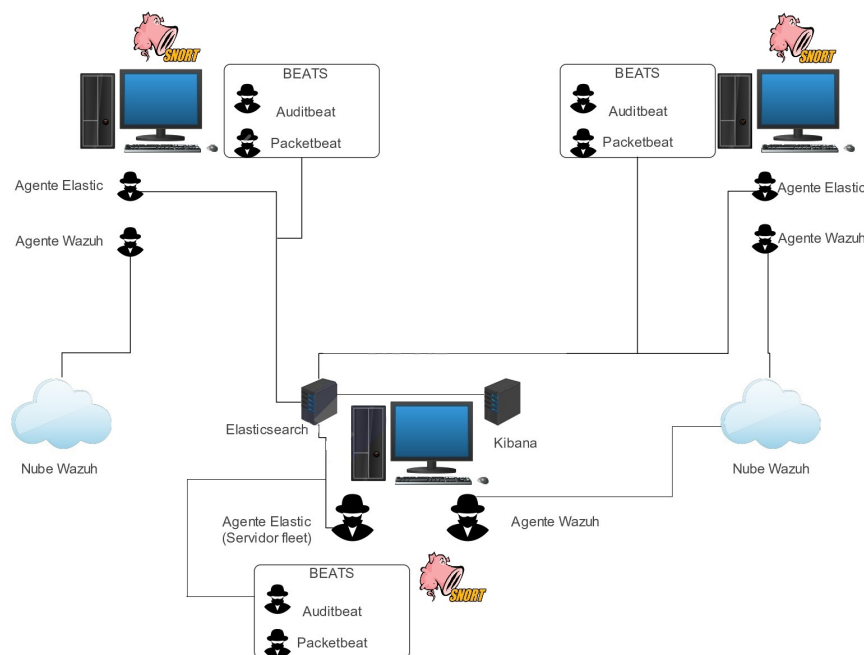 SNORT
SNORT
BEATS
Auditbeat
Packetbeat
BEATS
Auditbeat
Packetbeat
Agente Elastic
Agente Wazuh
Agente Elastic
Agente Wazuh
Nube Wazuh
Elasticsearch
Kibana
Nube Wazuh
Agente Elastic
(Servidor fleet)
Agente Wazuh
BEATS
Auditbeat
Packetbeat
SNORT